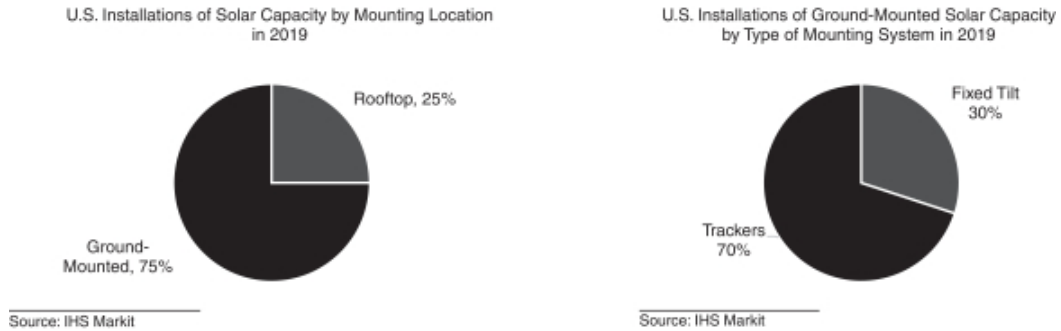 U.S. Installations of Solar Capacity by Mounting Location
in 2019
Rooftop, 25%
Ground-
Mounted, 75%
Source: IHS Markit
U.S. Installations of Ground-Mounted Solar Capacity
by Type of Mounting System in 2019
Fixed Tilt
30%
Trackers
70%
Source: IHS Markit